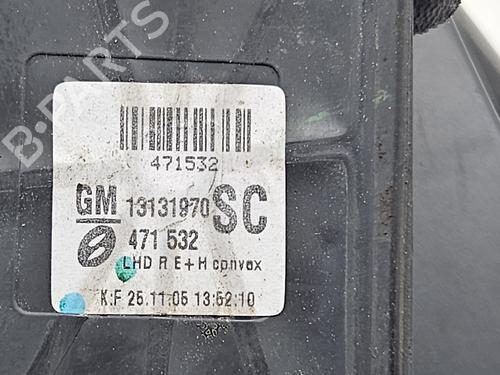 B-PARTS
471532
GM 13131970 SC
471 532
LHD R E+H convex
K:F 25.11.05 13:52:10